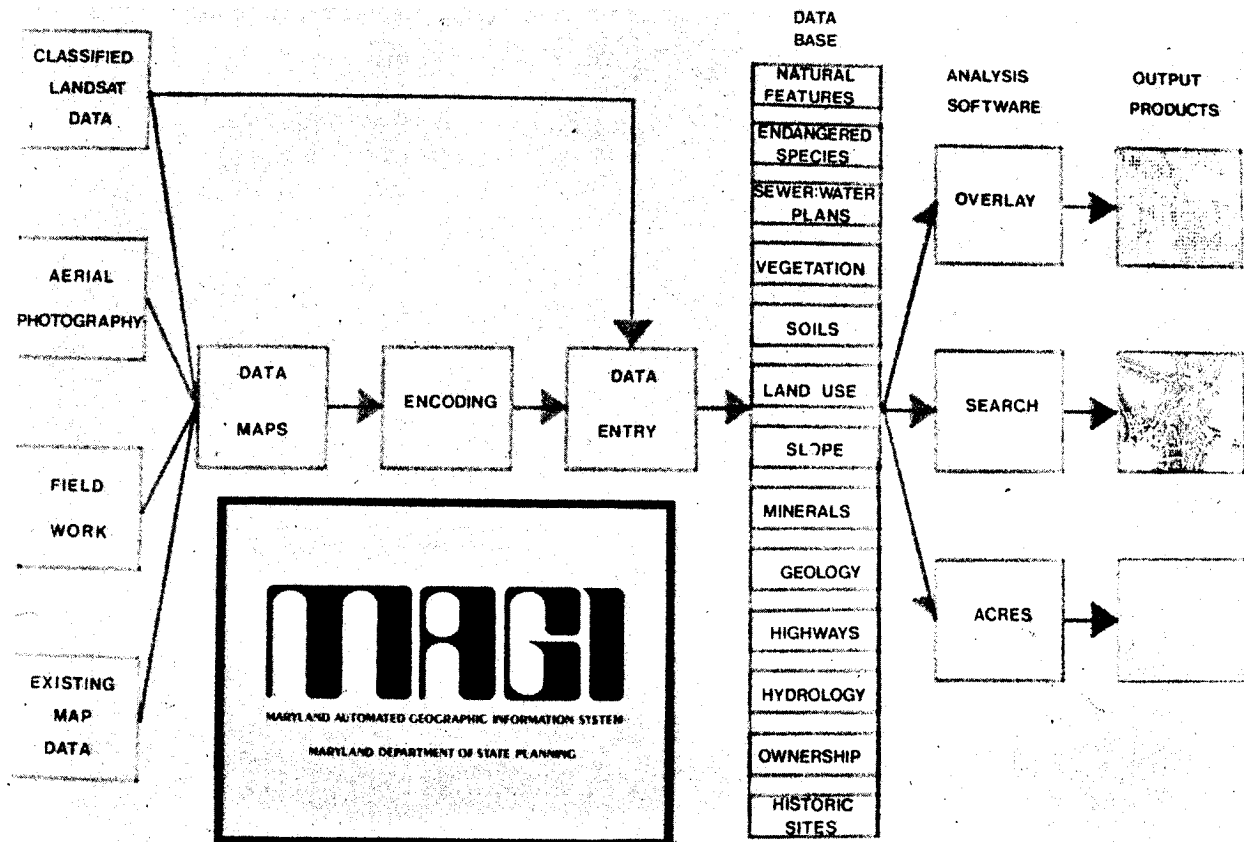 CLASSIFIED
LANDSAT
DATA
AERIAL
PHOTOGRAPHY
FIELD
WORK
EXISTING
MAP
DATA
DATA
MAPS
ENCODING
DATA
ENTRY
MAGI
MARYLAND AUTOMATED GEOGRAPHIC INFORMATION SYSTEM
MARYLAND DEPARTMENT OF STATE PLANNING
DATA
BASE
NATURAL
FEATURES
ENDANGERED
SPECIES
SEWER:WATER
PLANS
VEGETATION
SOILS
LAND USE
SLOPE
MINERALS
GEOLOGY
HIGHWAYS
HYDROLOGY
OWNERSHIP
HISTORIC
SITES
ANALYSIS
SOFTWARE
OVERLAY
SEARCH
ACRES
OUTPUT
PRODUCTS